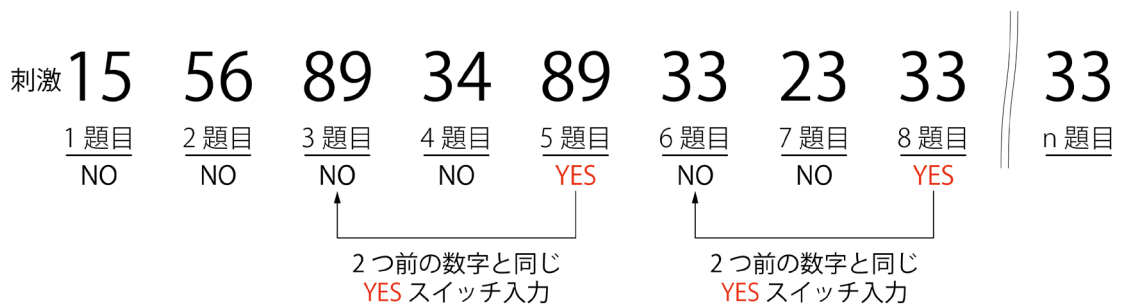 刺激 15 56 89 34 89 33 23 33 33
1 題目 2 題目 3 題目 4 題目 5 題目 6 題目 7 題目 8 題目 n 題目
NO NO NO NO YES NO NO YES
2 つ前の数字と同じ 2 つ前の数字と同じ
YES スイッチ入力 YES スイッチ入力